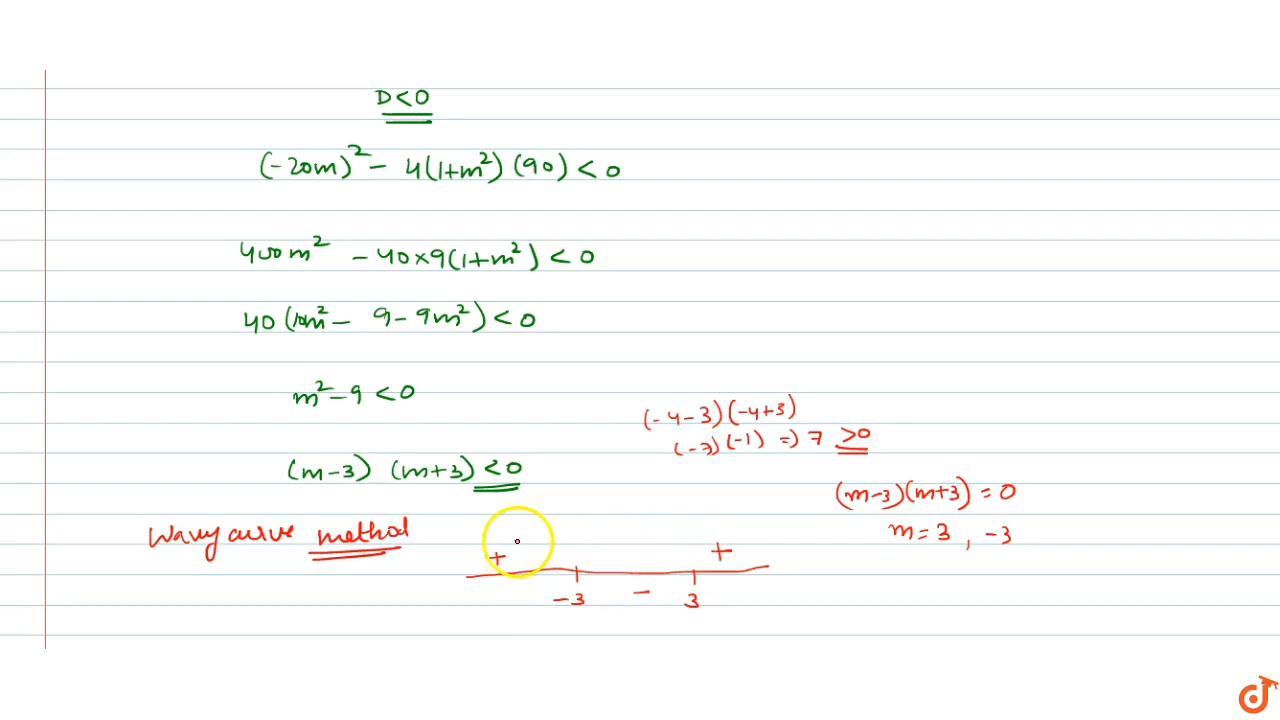 D < 0
(-20m)² - 4(1+m²)(90) < 0
400m² - 40×9(1+m²) < 0
40(10m² - 9 - 9m²) < 0
m² - 9 < 0
(-4-3)(-4+3)
(-7)(-1) => 7 >0
(m-3) (m+3) < 0
(m-3)(m+3) = 0
m = 3 , -3
Wavy curve method
+ +
-3 - 3